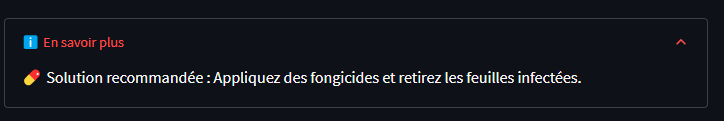 ℹ️ En savoir plus
💊 Solution recommandée : Appliquez des fongicides et retirez les feuilles infectées.